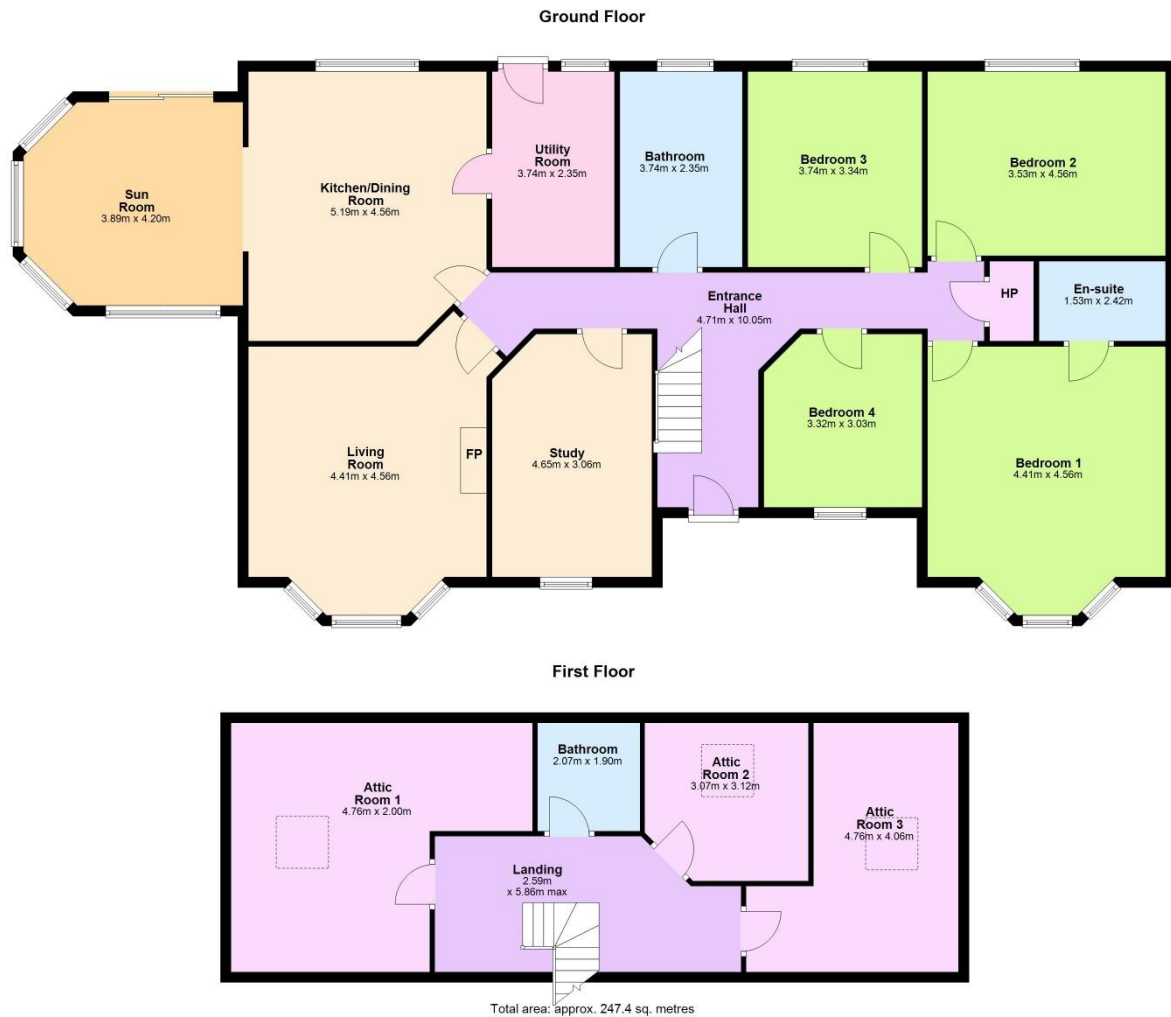 Ground Floor
Utility
Room
3.74m x 2.35m
Bathroom
3.74m x 2.35m
Bedroom 3
3.74m x 3.34m
Bedroom 2
3.53m x 4.56m
Sun
Room
3.89m x 4.20m
Kitchen/Dining
Room
5.19m x 4.56m
Entrance
Hall
4.71m x 10.05m
HP
En-suite
1.53m x 2.42m
Living
Room
4.41m x 4.56m
FP
Study
4.65m x 3.06m
Bedroom 4
3.32m x 3.03m
Bedroom 1
4.41m x 4.56m
First Floor
Attic
Room 1
4.76m x 2.00m
Bathroom
2.07m x 1.90m
Attic
Room 2
3.07m x 3.12m
Attic
Room 3
4.76m x 4.06m
Landing
2.59m
x 5.86m max
Total area: approx. 247.4 sq. metres